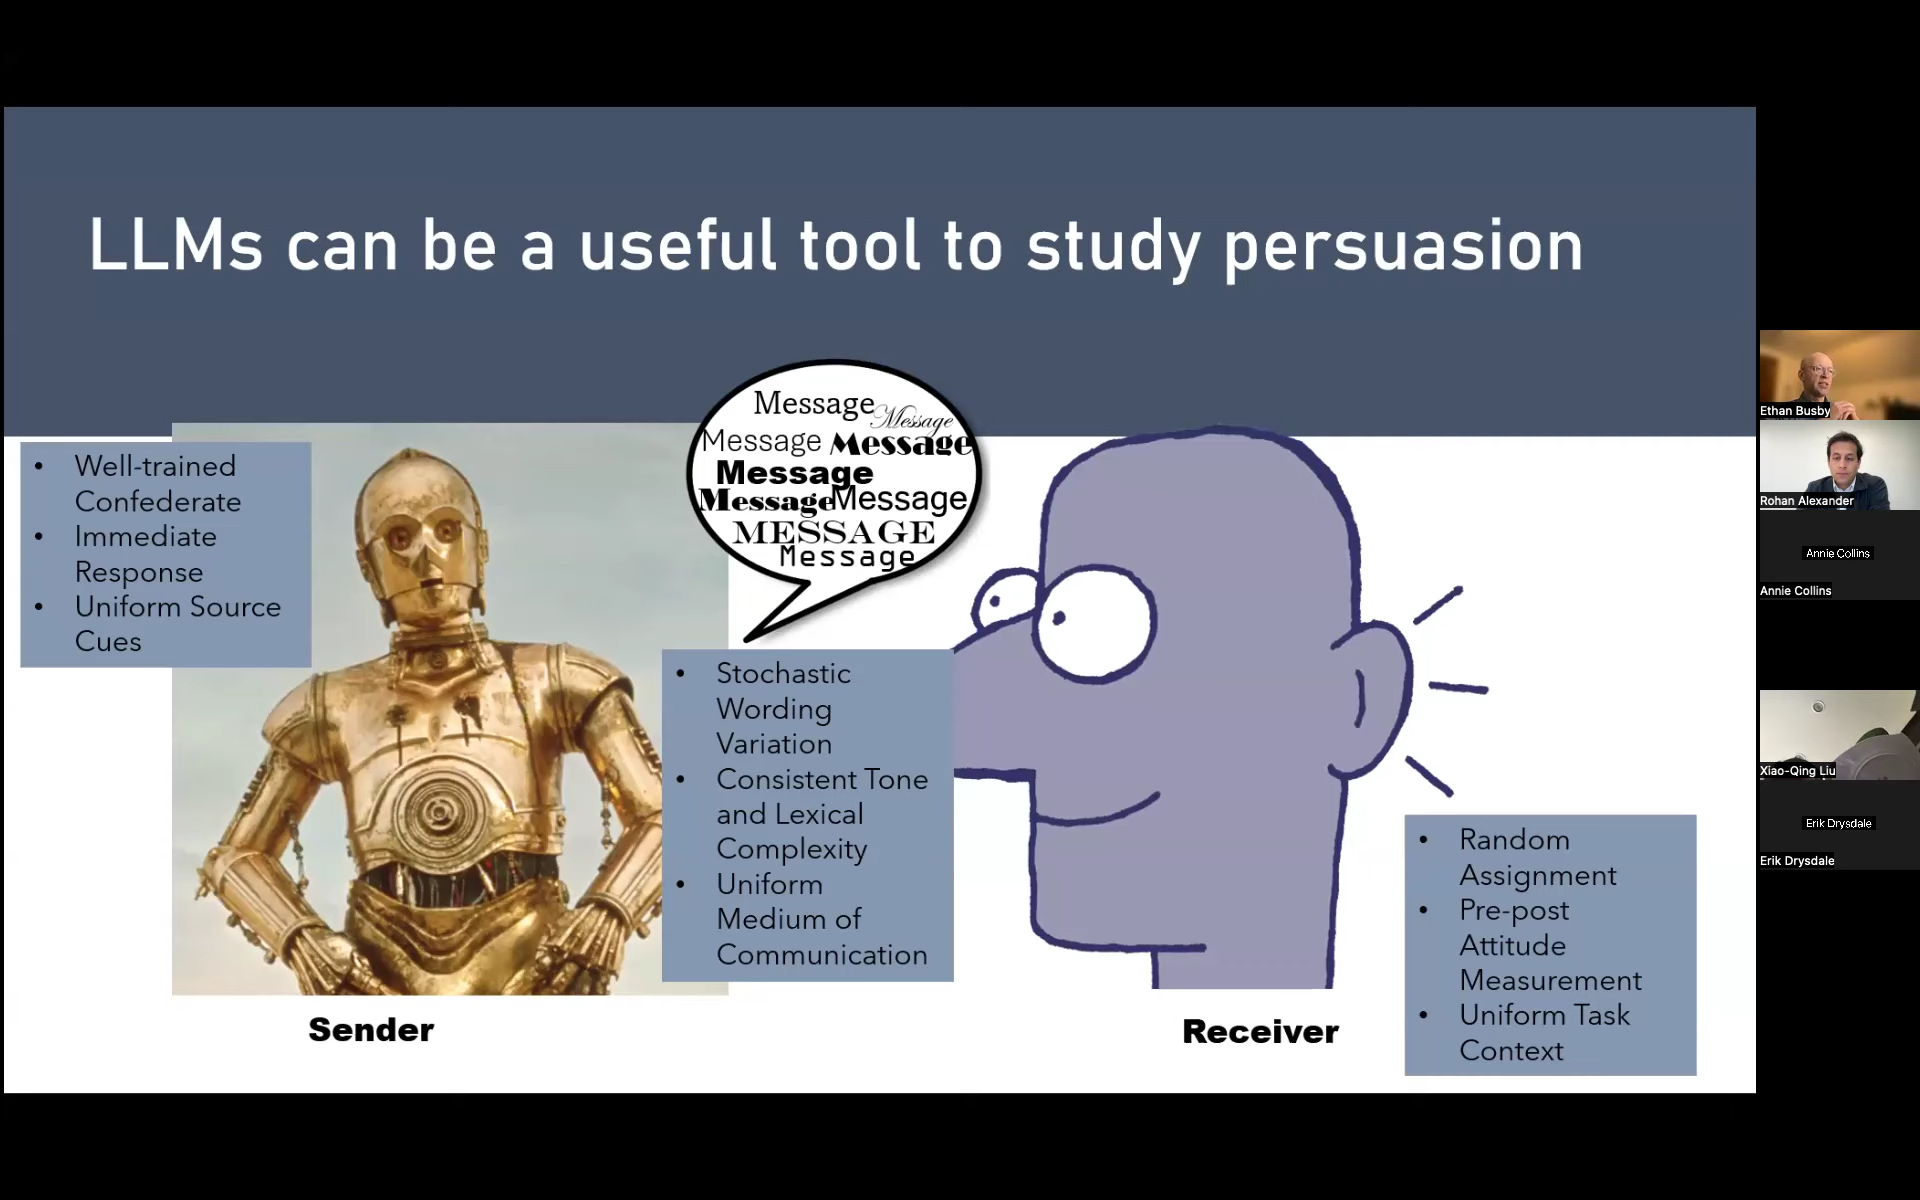 LLMs can be a useful tool to study persuasion
• Well-trained
Confederate
• Immediate
Response
• Uniform Source
Cues
Message
Message
Message
Message
Message
Message
Message
MESSAGE
Message
• Stochastic
Wording
Variation
• Consistent Tone
and Lexical
Complexity
• Uniform
Medium of
Communication
• Random
Assignment
• Pre-post
Attitude
Measurement
• Uniform Task
Context
Sender
Receiver
Ethan Busby
Rohan Alexander
Annie Collins
Annie Collins
Xiao-Qing Liu
Erik Drysdale
Erik Drysdale